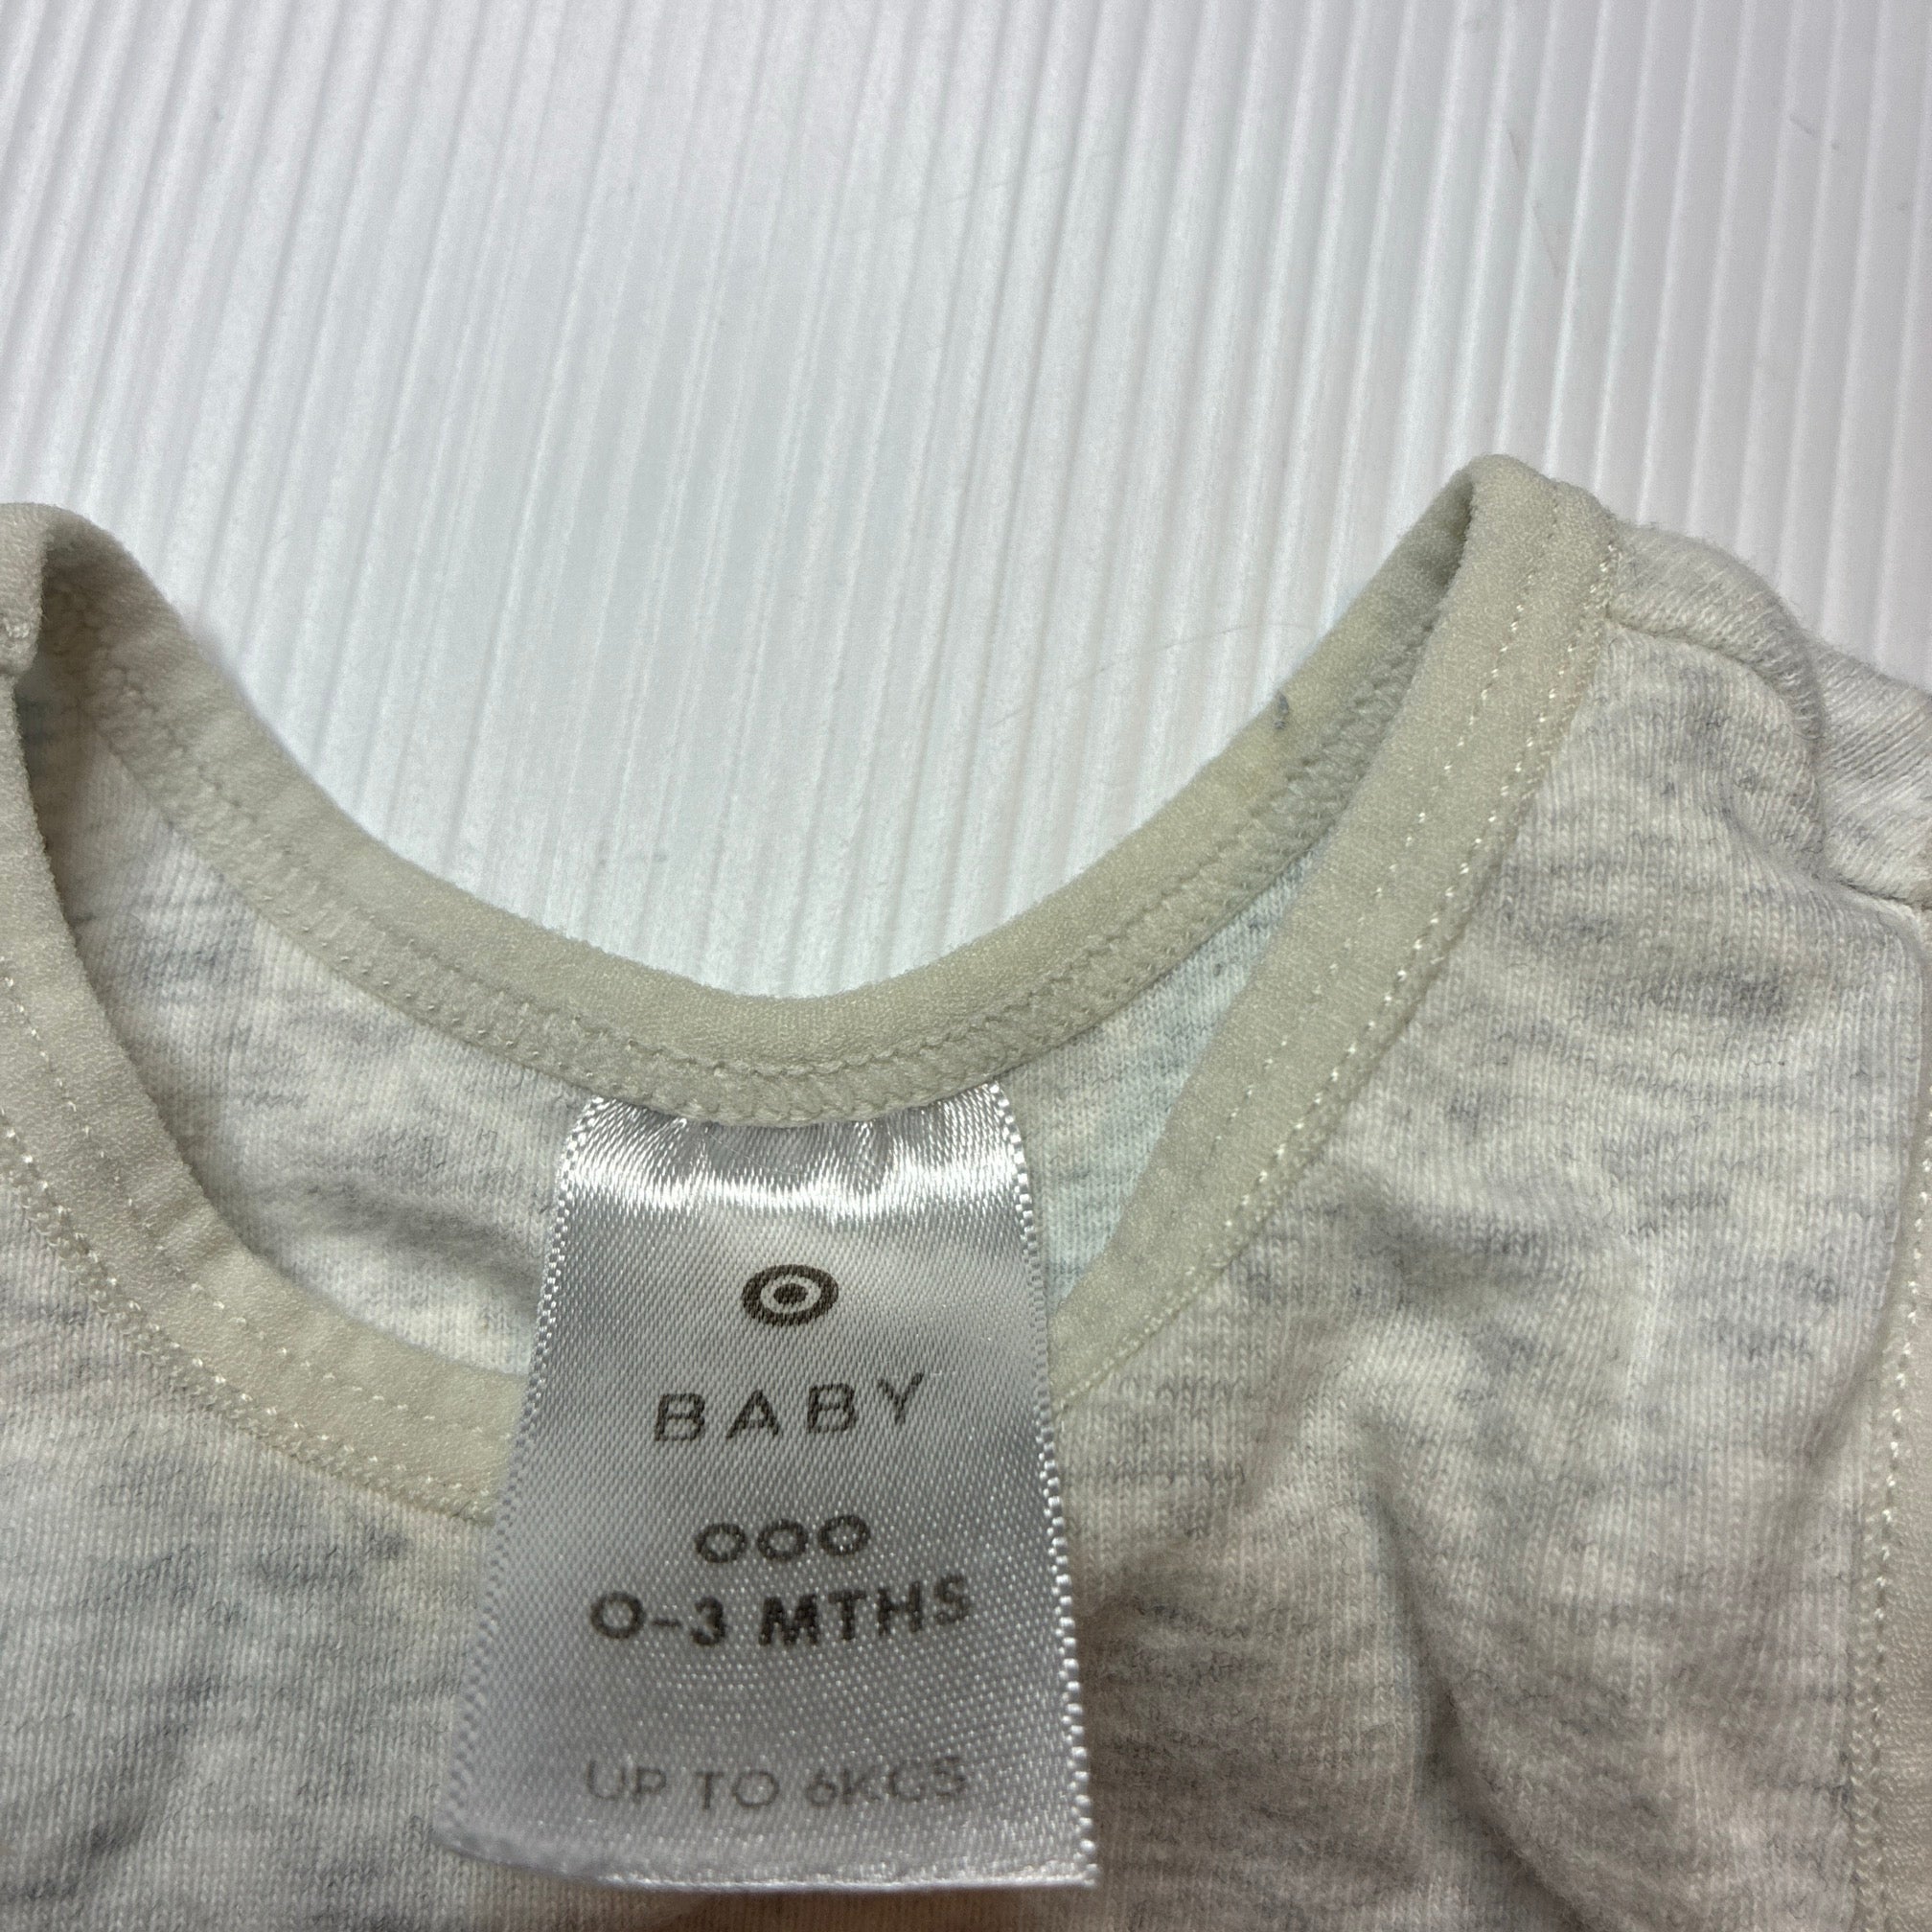 BABY
000
0-3 MTHS
UP TO 6KGS